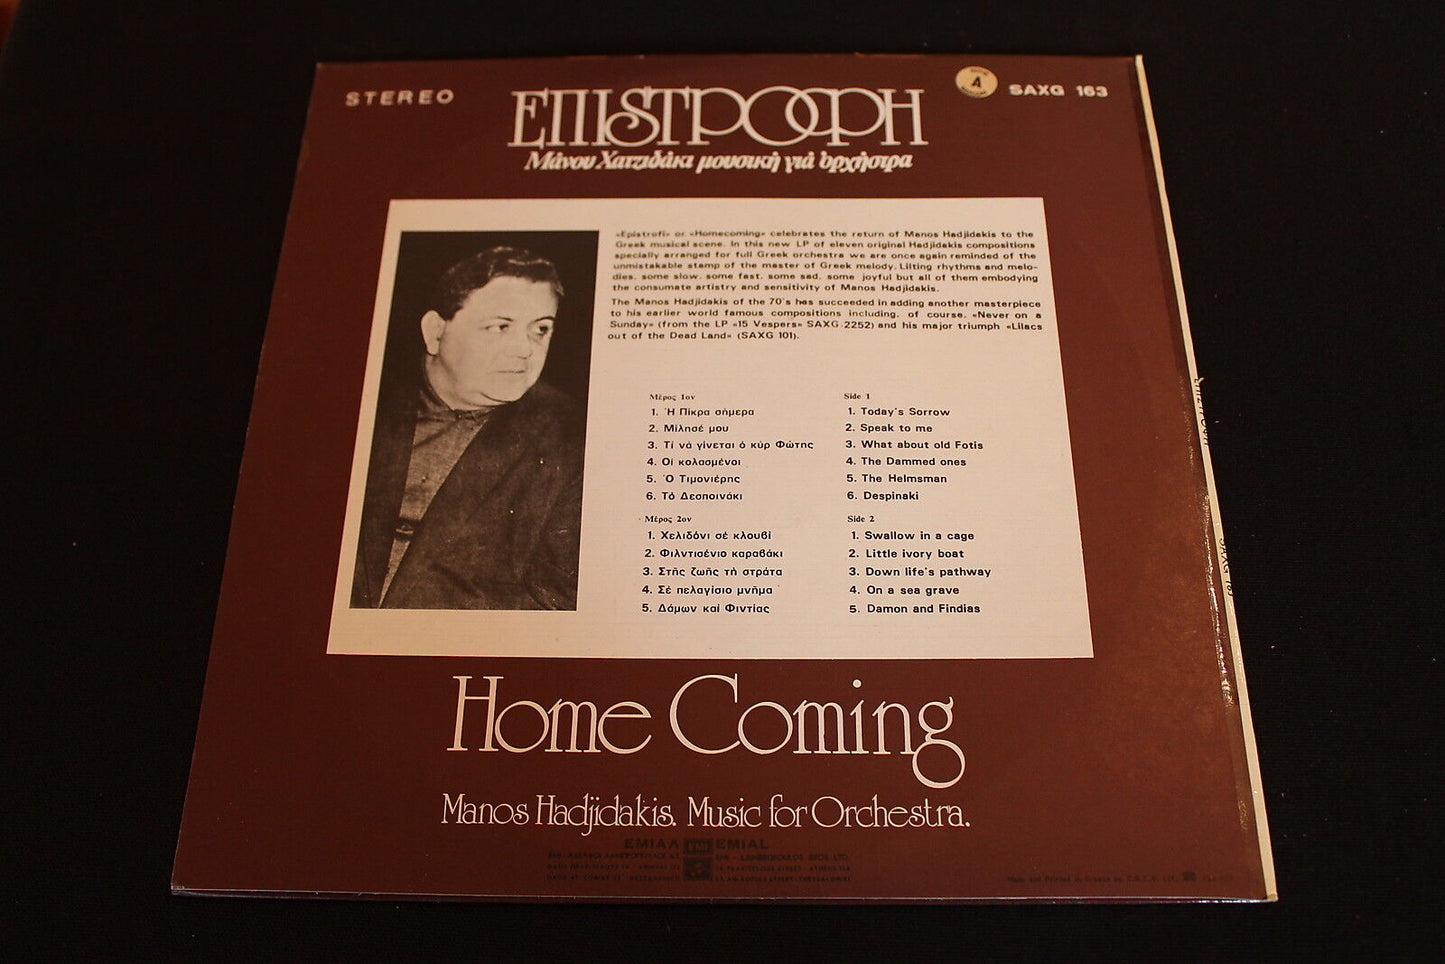 STEREO
ΕΠΙSΤΡΟΦΗ
SAXG 163
A
Μάνου Χατζιδάκι μουσική γιά ὀρχήστρα
«Epistrofi» or «Homecoming» celebrates the return of Manos Hadjidakis to the
Greek musical scene. In this new LP of eleven original Hadjidakis compositions
specially arranged for full Greek orchestra we are once again reminded of the
unmistakable stamp of the master of Greek melody. Lilting rhythms and melo-
dies. some slow. some fast. some sad. some joyful but all of them embodying
the consumate artistry and sensitivity of Manos Hadjidakis.
The Manos Hadjidakis of the 70's has succeeded in adding another masterpiece
to his earlier world famous compositions including. of course. «Never on a
Sunday» (from the LP «15 Vespers» SAXG 2252) and his major triumph «Lilacs
out of the Dead Land» (SAXG 101).
Μέρος 1ον
1. Ἡ Πίκρα σήμερα
2. Μίλησέ μου
3. Τί νά γίνεται ὁ κύρ Φώτης
4. Οἱ κολασμένοι
5. Ὁ Τιμονιέρης
6. Τό Δεσποινάκι
Side 1
1. Today's Sorrow
2. Speak to me
3. What about old Fotis
4. The Dammed ones
5. The Helmsman
6. Despinaki
Μέρος 2ον
1. Χελιδόνι σέ κλουβί
2. Φιλντισένιο καραβάκι
3. Στῆς ζωῆς τή στράτα
4. Σέ πελαγίσιο μνῆμα
5. Δάμων καί Φιντίας
Side 2
1. Swallow in a cage
2. Little ivory boat
3. Down life's pathway
4. On a sea grave
5. Damon and Findias
Home Coming
Manos Hadjidakis. Music for Orchestra.
ΕΜΙΑΛ
EMI
EMIAL
EMI - LAMBROPOULOS BROS LTD.